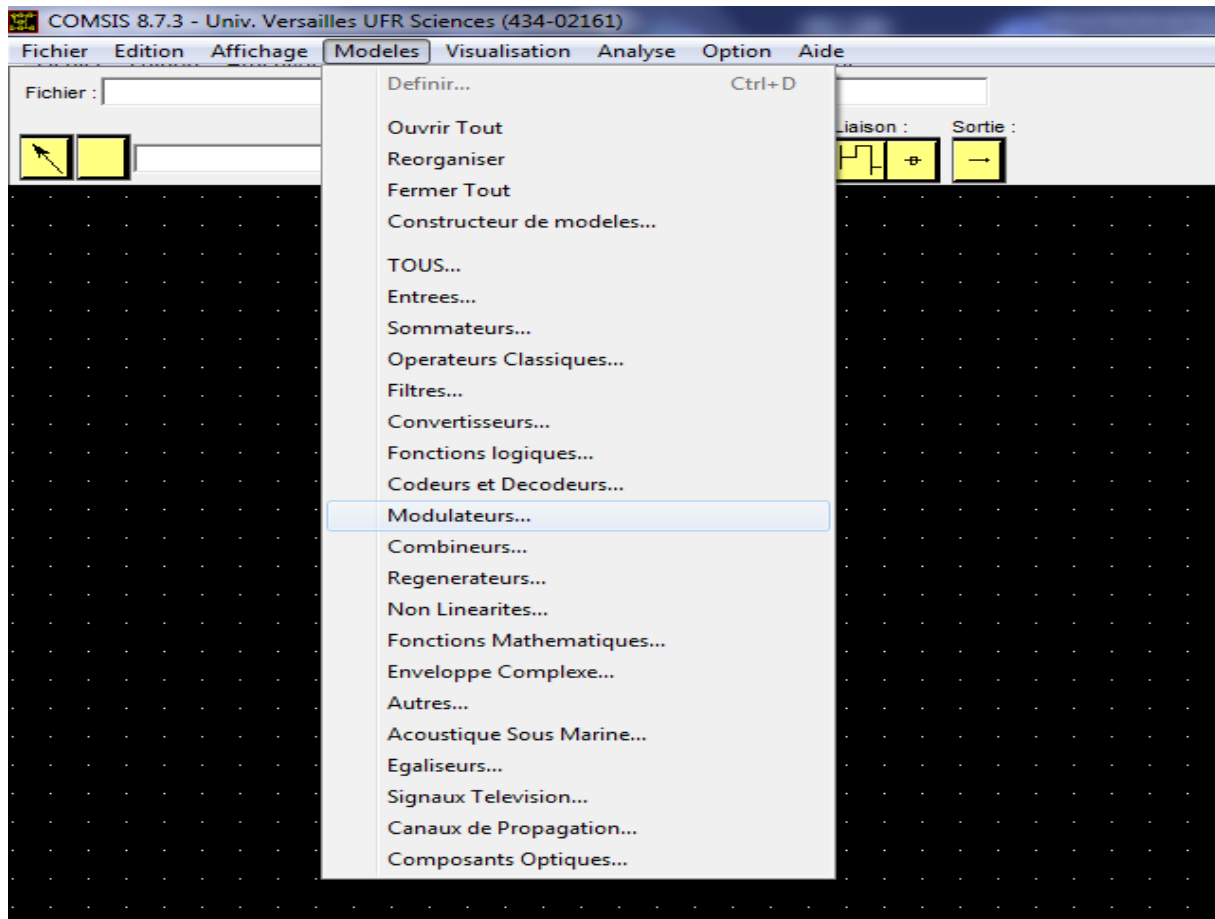 COMSIS 8.7.3 - Univ. Versailles UFR Sciences (434-02161)
Fichier Edition Affichage Modeles Visualisation Analyse Option Aide
Fichier :
Liaison : Sortie :
Definir... Ctrl+D
Ouvrir Tout
Reorganiser
Fermer Tout
Constructeur de modeles...
TOUS...
Entrees...
Sommateurs...
Operateurs Classiques...
Filtres...
Convertisseurs...
Fonctions logiques...
Codeurs et Decodeurs...
Modulateurs...
Combineurs...
Regenerateurs...
Non Linearites...
Fonctions Mathematiques...
Enveloppe Complexe...
Autres...
Acoustique Sous Marine...
Egaliseurs...
Signaux Television...
Canaux de Propagation...
Composants Optiques...